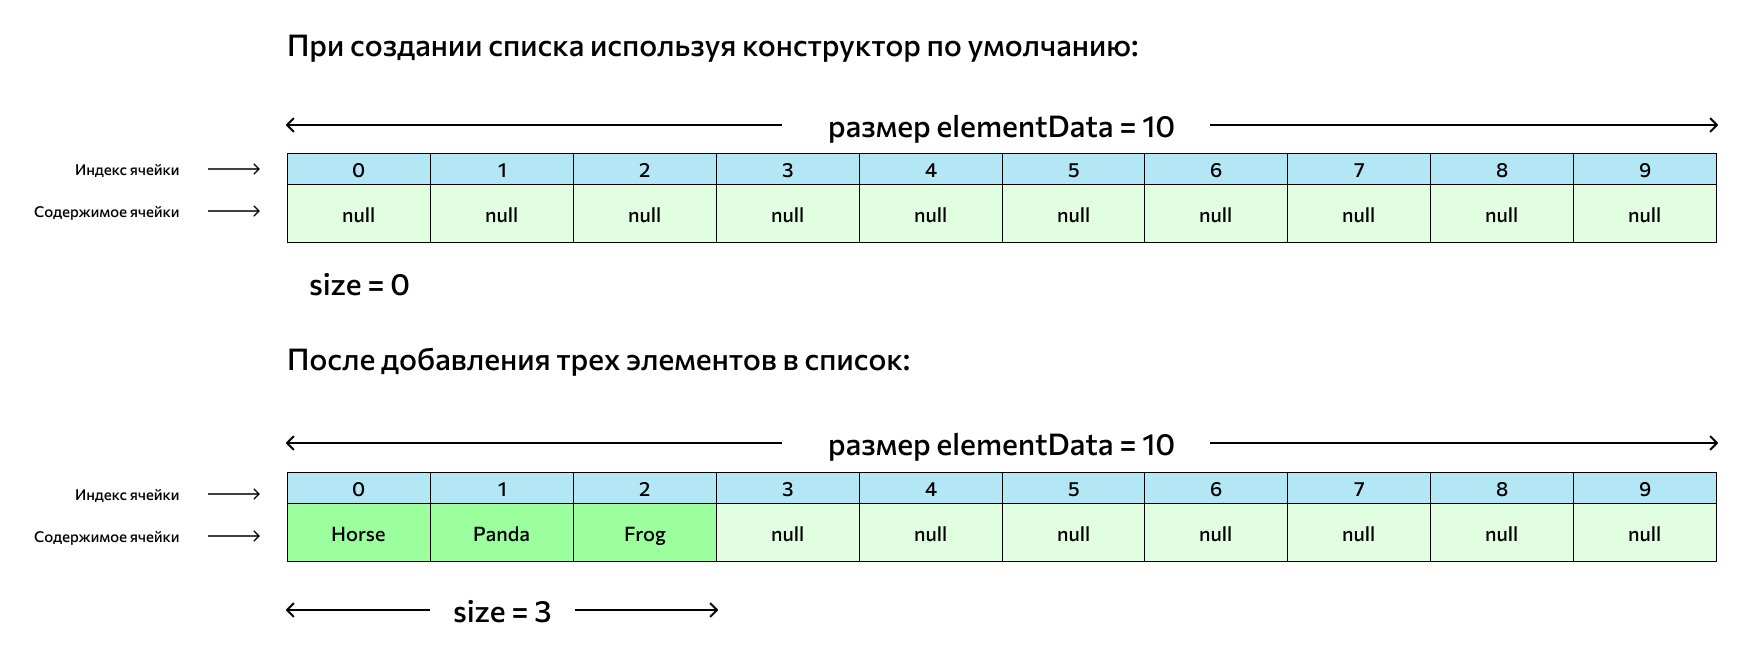 При создании списка используя конструктор по умолчанию:
размер elementData = 10
Индекс ячейки 0 1 2 3 4 5 6 7 8 9
Содержимое ячейки null null null null null null null null null null
size = 0
После добавления трех элементов в список:
размер elementData = 10
Индекс ячейки 0 1 2 3 4 5 6 7 8 9
Содержимое ячейки Horse Panda Frog null null null null null null null
size = 3